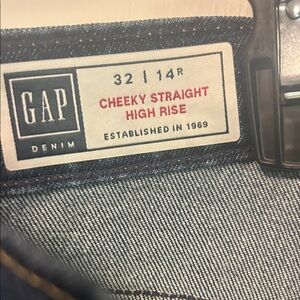 GAP
DENIM
32 | 14R
CHEEKY STRAIGHT
HIGH RISE
ESTABLISHED IN 1969